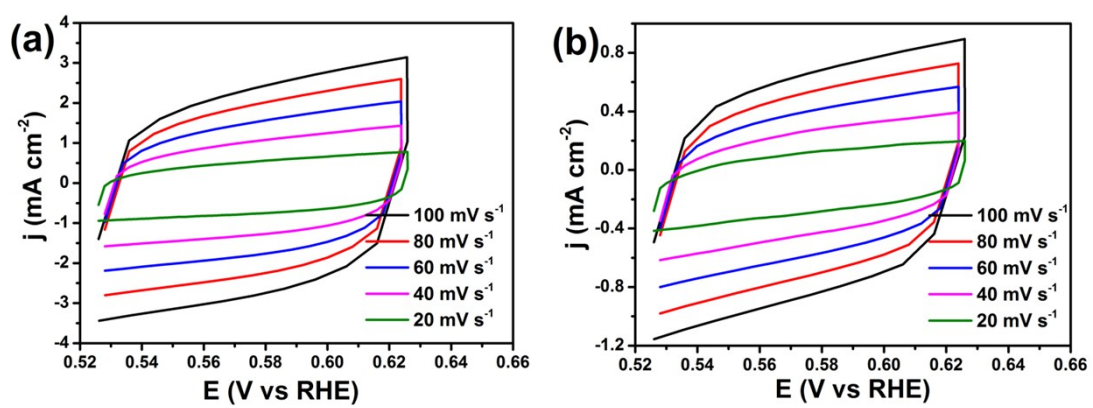 (a)
j (mA cm⁻²)
4
3
2
1
0
-1
-2
-3
-4
100 mV s⁻¹
80 mV s⁻¹
60 mV s⁻¹
40 mV s⁻¹
20 mV s⁻¹
0.52 0.54 0.56 0.58 0.60 0.62 0.64 0.66
E (V vs RHE)
(b)
j (mA cm⁻²)
0.8
0.4
0.0
-0.4
-0.8
-1.2
100 mV s⁻¹
80 mV s⁻¹
60 mV s⁻¹
40 mV s⁻¹
20 mV s⁻¹
0.52 0.54 0.56 0.58 0.60 0.62 0.64 0.66
E (V vs RHE)